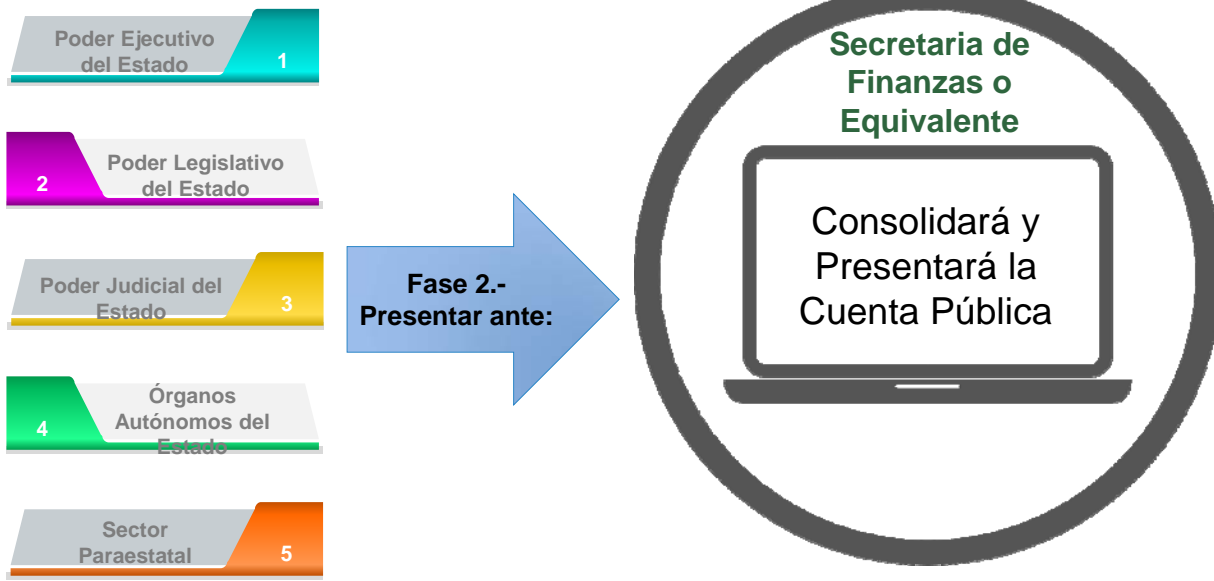 Poder Ejecutivo
del Estado
1
2
Poder Legislativo
del Estado
Poder Judicial del
Estado
3
4
Órganos
Autónomos del
Estado
Sector
Paraestatal
5
Fase 2.-
Presentar ante:
Secretaria de
Finanzas o
Equivalente
Consolidará y
Presentará la
Cuenta Pública